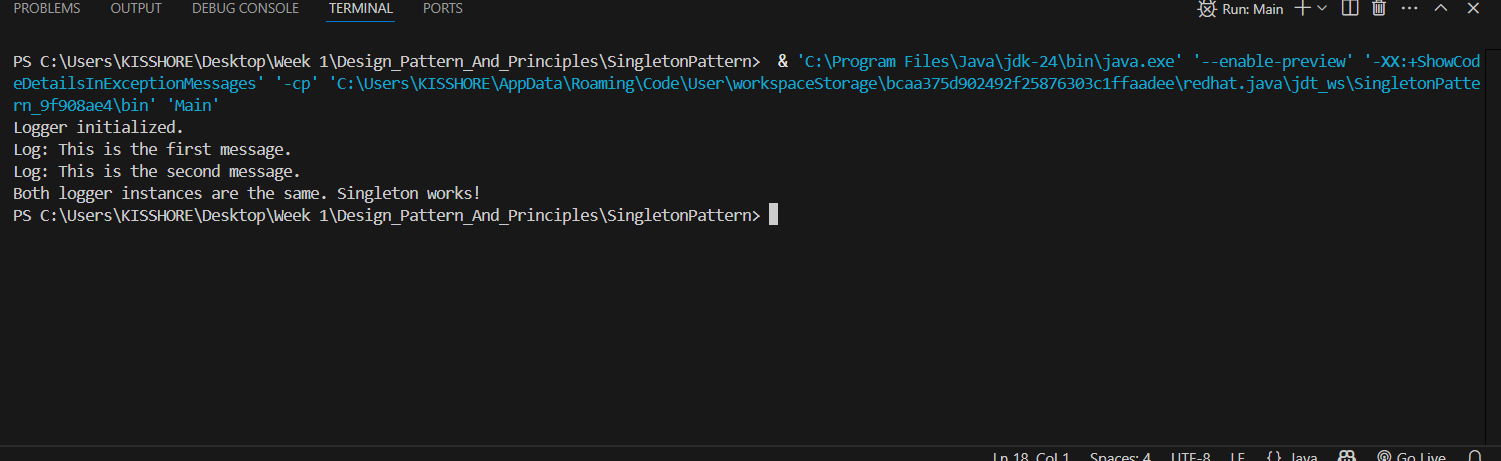 PROBLEMS OUTPUT DEBUG CONSOLE TERMINAL PORTS Run: Main
PS C:\Users\KISSHORE\Desktop\Week 1\Design_Pattern_And_Principles\SingletonPattern>  & 'C:\Program Files\Java\jdk-24\bin\java.exe' '--enable-preview' '-XX:+ShowCod
eDetailsInExceptionMessages' '-cp' 'C:\Users\KISSHORE\AppData\Roaming\Code\User\workspaceStorage\bcaa375d902492f25876303c1ffaadee\redhat.java\jdt_ws\SingletonPatte
rn_9f908ae4\bin' 'Main'
Logger initialized.
Log: This is the first message.
Log: This is the second message.
Both logger instances are the same. Singleton works!
PS C:\Users\KISSHORE\Desktop\Week 1\Design_Pattern_And_Principles\SingletonPattern>
Ln 18, Col 1 Spaces: 4 UTF-8 LF {} Java Go Live